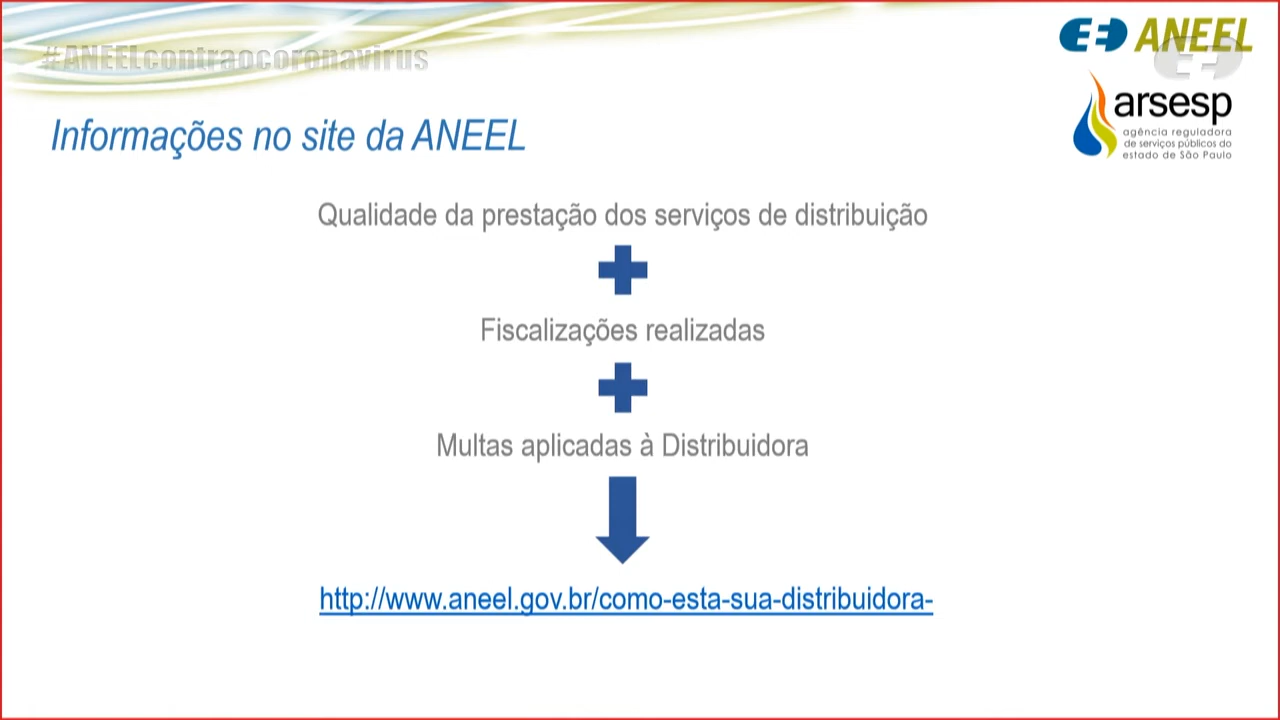 #ANEELcontraocoronavirus
ANEEL
arsesp
agência reguladora
de serviços públicos do
estado de São Paulo
Informações no site da ANEEL
Qualidade da prestação dos serviços de distribuição
Fiscalizações realizadas
Multas aplicadas à Distribuidora
http://www.aneel.gov.br/como-esta-sua-distribuidora-